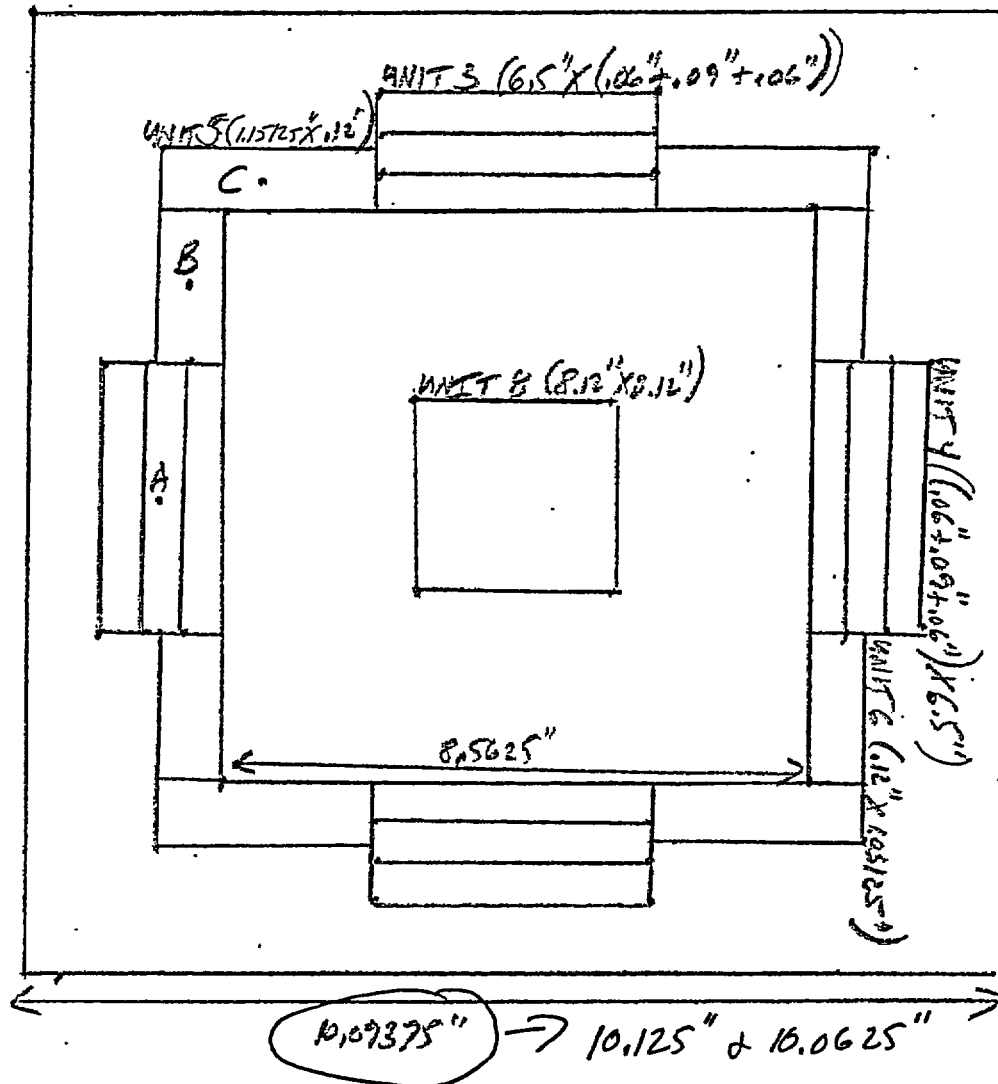 UNIT 3 (6.5" X (.06"+.09"+.06"))
UNIT 5 (1.15125" X .12")
C
B
UNIT 8 (8.12" X 8.12")
A
UNIT 4 ((.06"+.09"+.06") X 6.5")
8.5625"
UNIT 6 (.12" X 1.03125")
10.09375" → 10.125" & 10.0625"